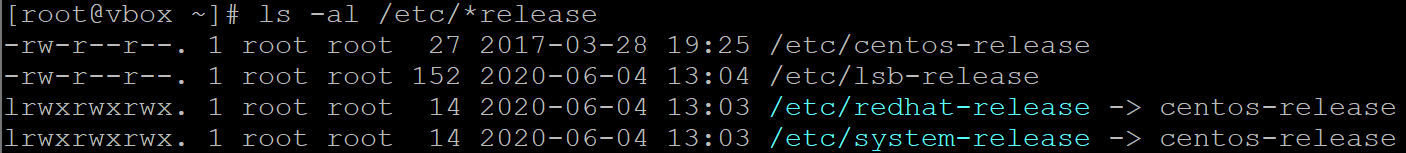 [root@vbox ~]# ls -al /etc/*release
-rw-r--r--. 1 root root  27 2017-03-28 19:25 /etc/centos-release
-rw-r--r--. 1 root root 152 2020-06-04 13:04 /etc/lsb-release
lrwxrwxrwx. 1 root root  14 2020-06-04 13:03 /etc/redhat-release -> centos-release
lrwxrwxrwx. 1 root root  14 2020-06-04 13:03 /etc/system-release -> centos-release